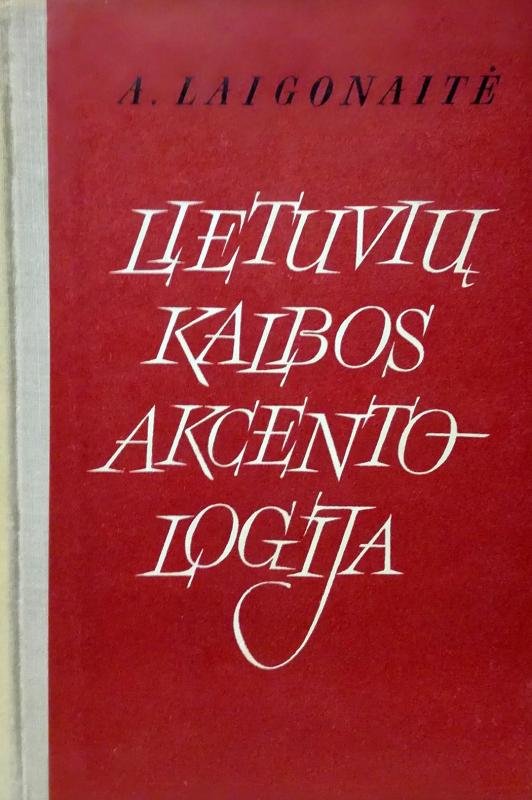 A. LAIGONAITĖ
LIETUVIŲ
KALBOS
AKCENTO-
LOGIJA